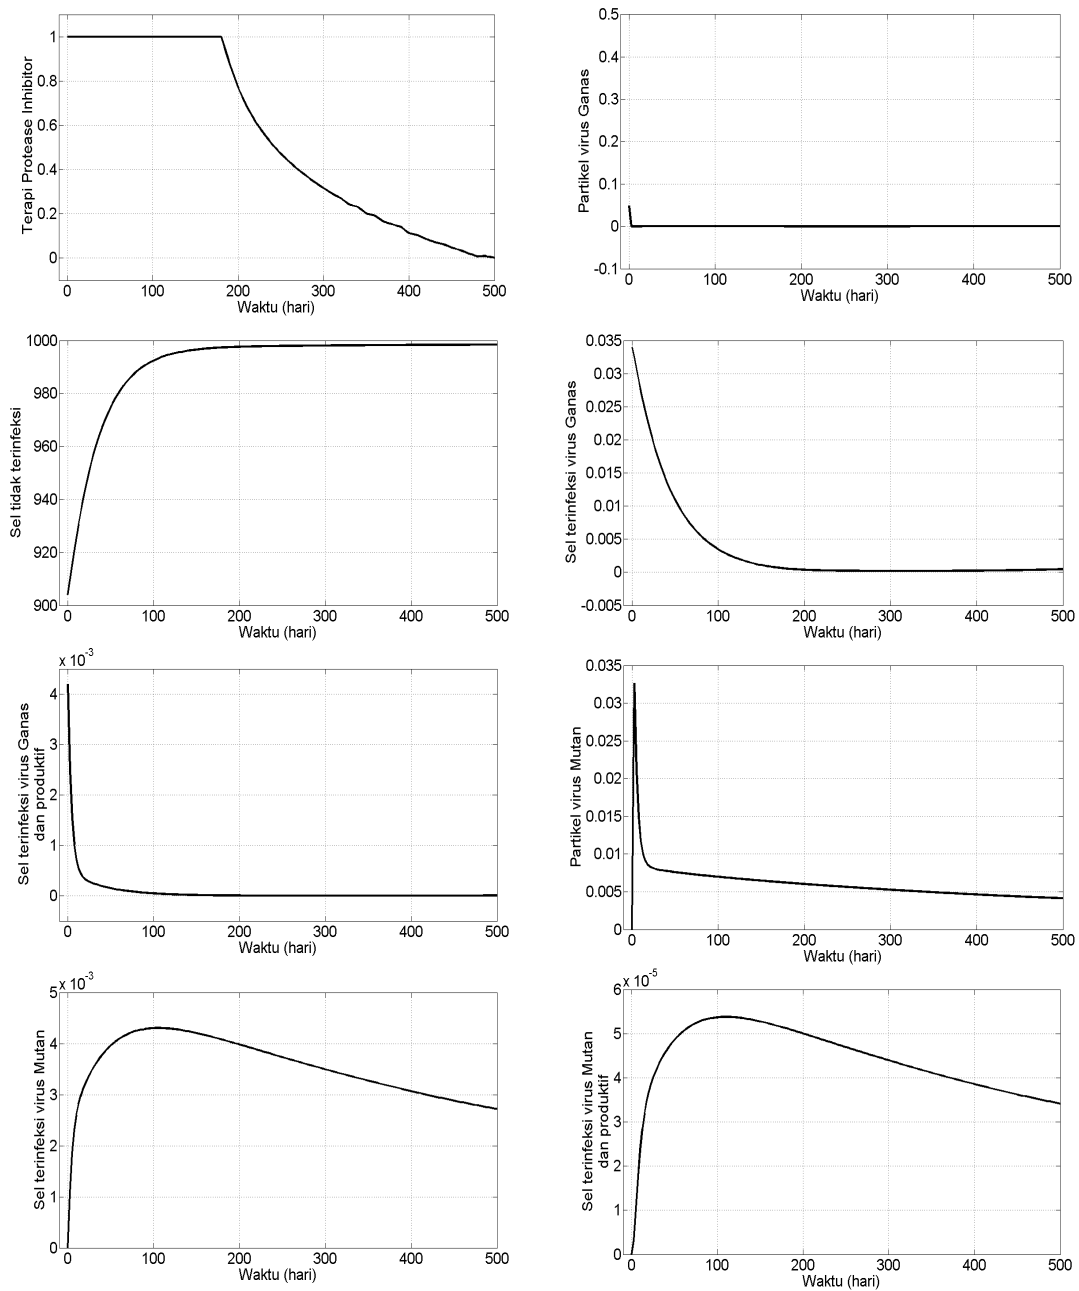 Terapi Protease Inhibitor
1
0.8
0.6
0.4
0.2
0
0 100 200 300 400 500
Waktu (hari)
Partikel virus Ganas
0.5
0.4
0.3
0.2
0.1
0
-0.1
0 100 200 300 400 500
Waktu (hari)
Sel tidak terinfeksi
1000
980
960
940
920
900
0 100 200 300 400 500
Waktu (hari)
Sel terinfeksi virus Ganas
0.035
0.03
0.025
0.02
0.015
0.01
0.005
0
-0.005
0 100 200 300 400 500
Waktu (hari)
x 10-3
Sel terinfeksi virus Ganas
dan produktif
4
3
2
1
0
0 100 200 300 400 500
Waktu (hari)
Partikel virus Mutan
0.035
0.03
0.025
0.02
0.015
0.01
0.005
0
0 100 200 300 400 500
Waktu (hari)
x 10-3
Sel terinfeksi virus Mutan
5
4
3
2
1
0
0 100 200 300 400 500
Waktu (hari)
x 10-5
Sel terinfeksi virus Mutan
dan produktif
6
5
4
3
2
1
0
0 100 200 300 400 500
Waktu (hari)